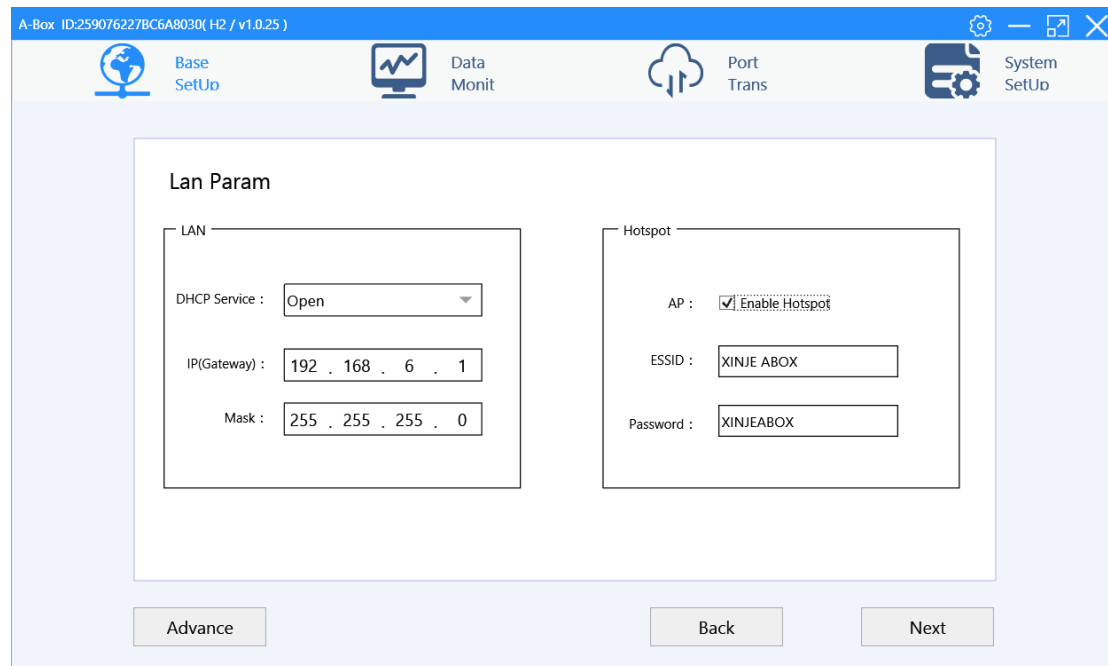 A-Box ID:259076227BC6A8030( H2 / v1.0.25 )
Base
SetUp
Data
Monit
Port
Trans
System
SetUp
Lan Param
LAN
DHCP Service :
Open
IP(Gateway) :
192 . 168 . 6 . 1
Mask :
255 . 255 . 255 . 0
Hotspot
AP :
Enable Hotspot
ESSID :
XINJE ABOX
Password :
XINJEABOX
Advance
Back
Next